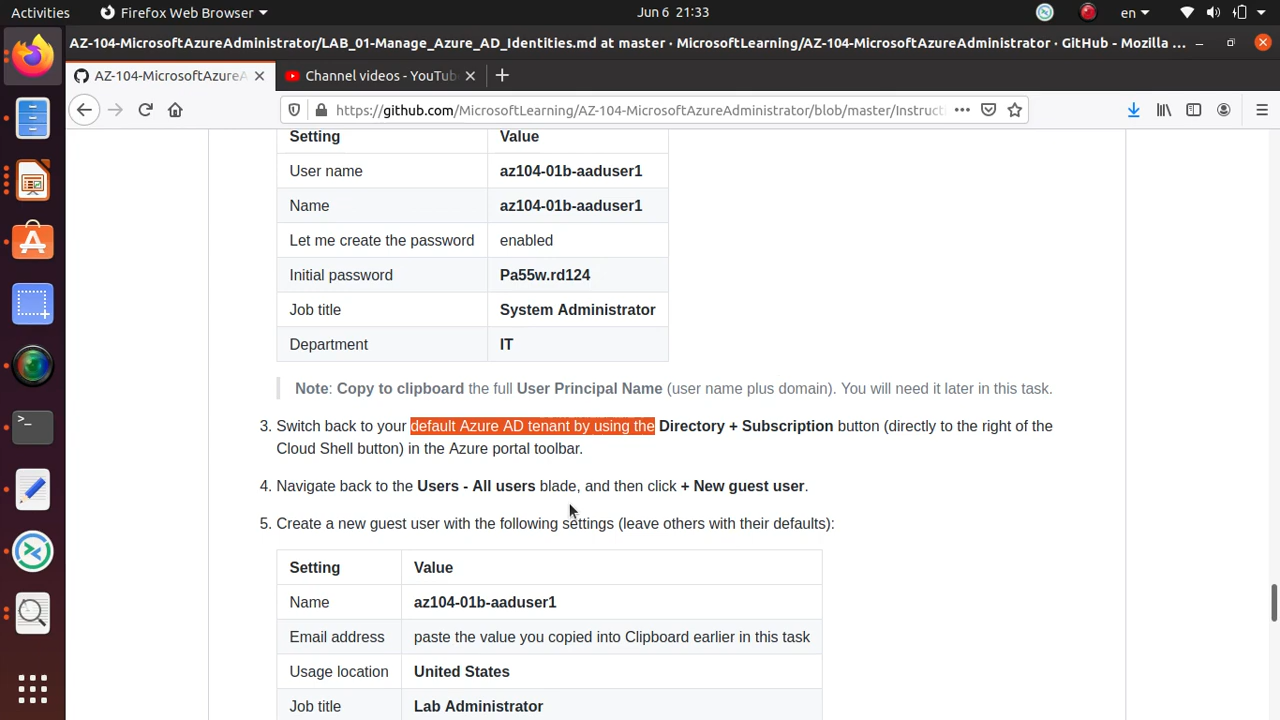 Activities Firefox Web Browser Jun 6 21:33 en
AZ-104-MicrosoftAzureAdministrator/LAB_01-Manage_Azure_AD_Identities.md at master · MicrosoftLearning/AZ-104-MicrosoftAzureAdministrator · GitHub - Mozilla ...
AZ-104-MicrosoftAzureA Channel videos - YouTub
https://github.com/MicrosoftLearning/AZ-104-MicrosoftAzureAdministrator/blob/master/Instruct
Setting Value
User name az104-01b-aaduser1
Name az104-01b-aaduser1
Let me create the password enabled
Initial password Pa55w.rd124
Job title System Administrator
Department IT
Note: Copy to clipboard the full User Principal Name (user name plus domain). You will need it later in this task.
3. Switch back to your default Azure AD tenant by using the Directory + Subscription button (directly to the right of the
Cloud Shell button) in the Azure portal toolbar.
4. Navigate back to the Users - All users blade, and then click + New guest user.
5. Create a new guest user with the following settings (leave others with their defaults):
Setting Value
Name az104-01b-aaduser1
Email address paste the value you copied into Clipboard earlier in this task
Usage location United States
Job title Lab Administrator